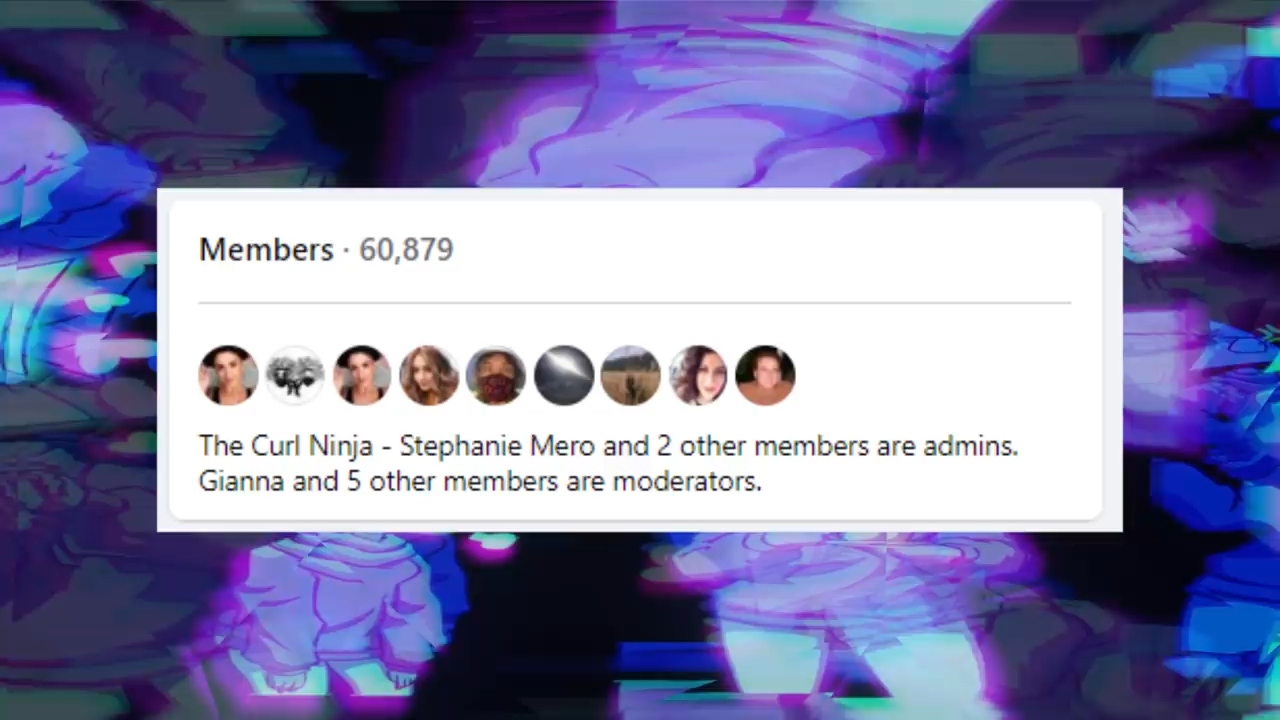 Members · 60,879
The Curl Ninja - Stephanie Mero and 2 other members are admins.
Gianna and 5 other members are moderators.